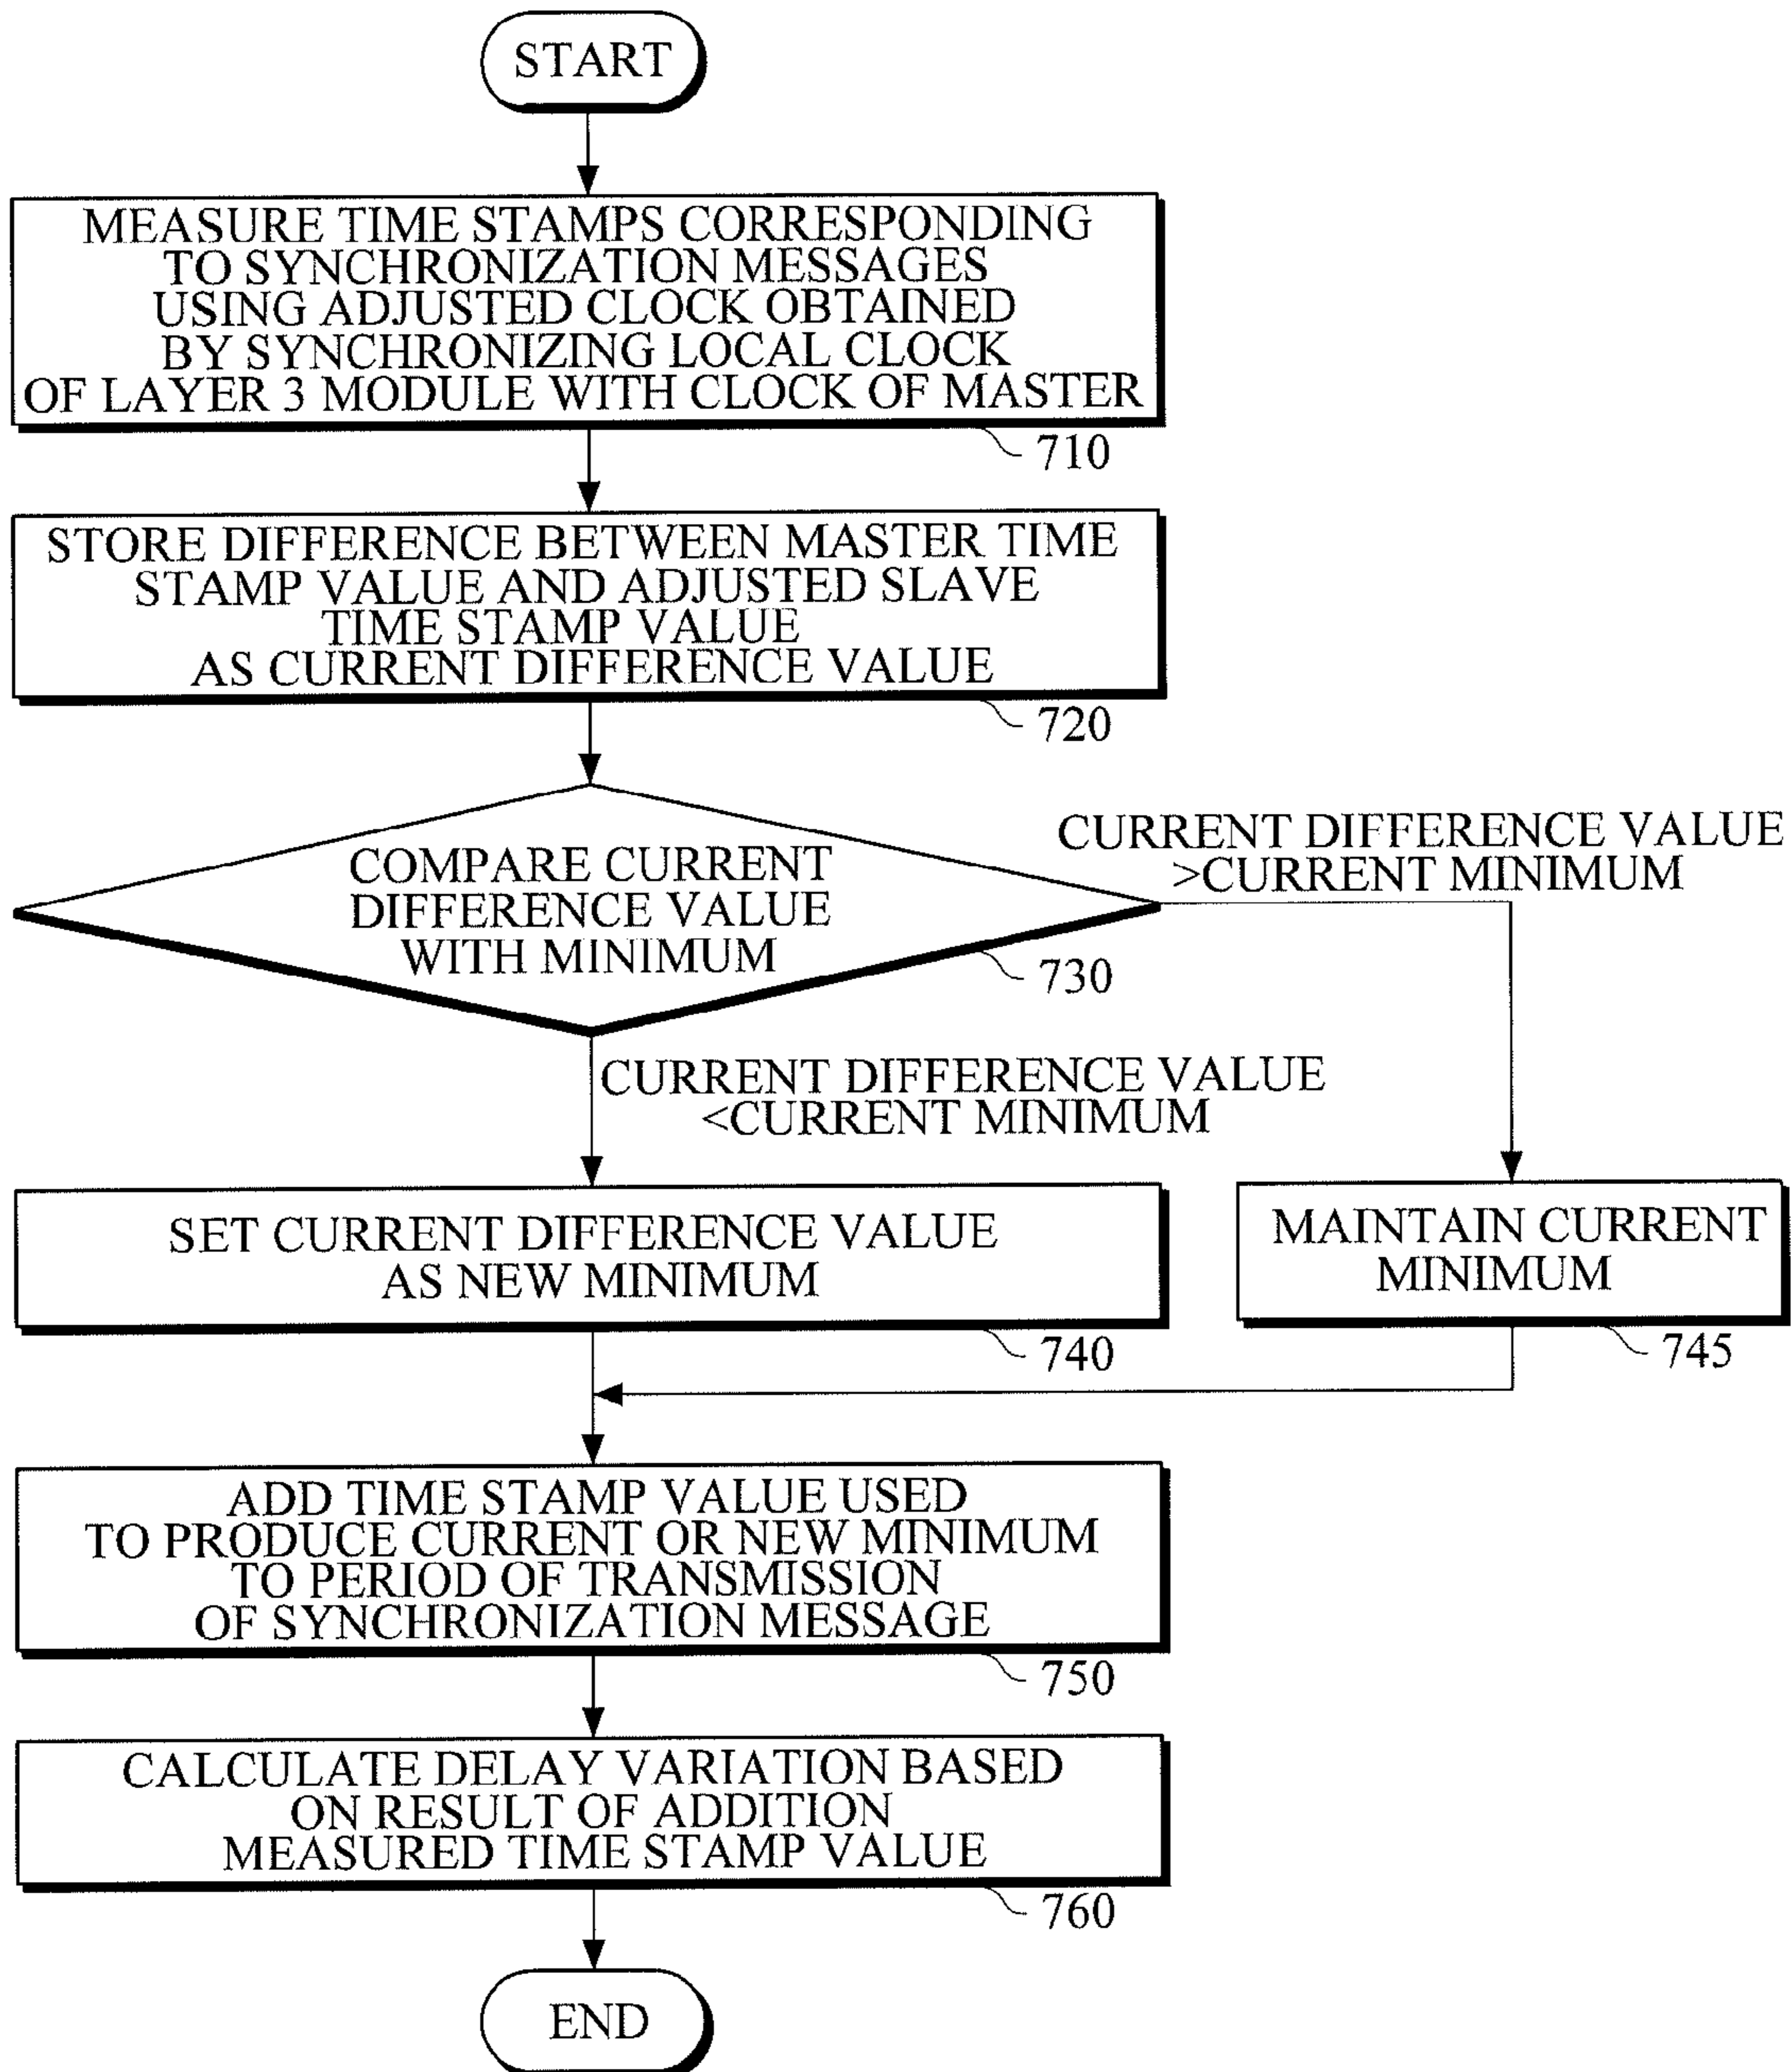 START
MEASURE TIME STAMPS CORRESPONDING
TO SYNCHRONIZATION MESSAGES
USING ADJUSTED CLOCK OBTAINED
BY SYNCHRONIZING LOCAL CLOCK
OF LAYER 3 MODULE WITH CLOCK OF MASTER
710
STORE DIFFERENCE BETWEEN MASTER TIME
STAMP VALUE AND ADJUSTED SLAVE
TIME STAMP VALUE
AS CURRENT DIFFERENCE VALUE
720
COMPARE CURRENT
DIFFERENCE VALUE
WITH MINIMUM
730
CURRENT DIFFERENCE VALUE
>CURRENT MINIMUM
CURRENT DIFFERENCE VALUE
<CURRENT MINIMUM
SET CURRENT DIFFERENCE VALUE
AS NEW MINIMUM
740
MAINTAIN CURRENT
MINIMUM
745
ADD TIME STAMP VALUE USED
TO PRODUCE CURRENT OR NEW MINIMUM
TO PERIOD OF TRANSMISSION
OF SYNCHRONIZATION MESSAGE
750
CALCULATE DELAY VARIATION BASED
ON RESULT OF ADDITION
MEASURED TIME STAMP VALUE
760
END